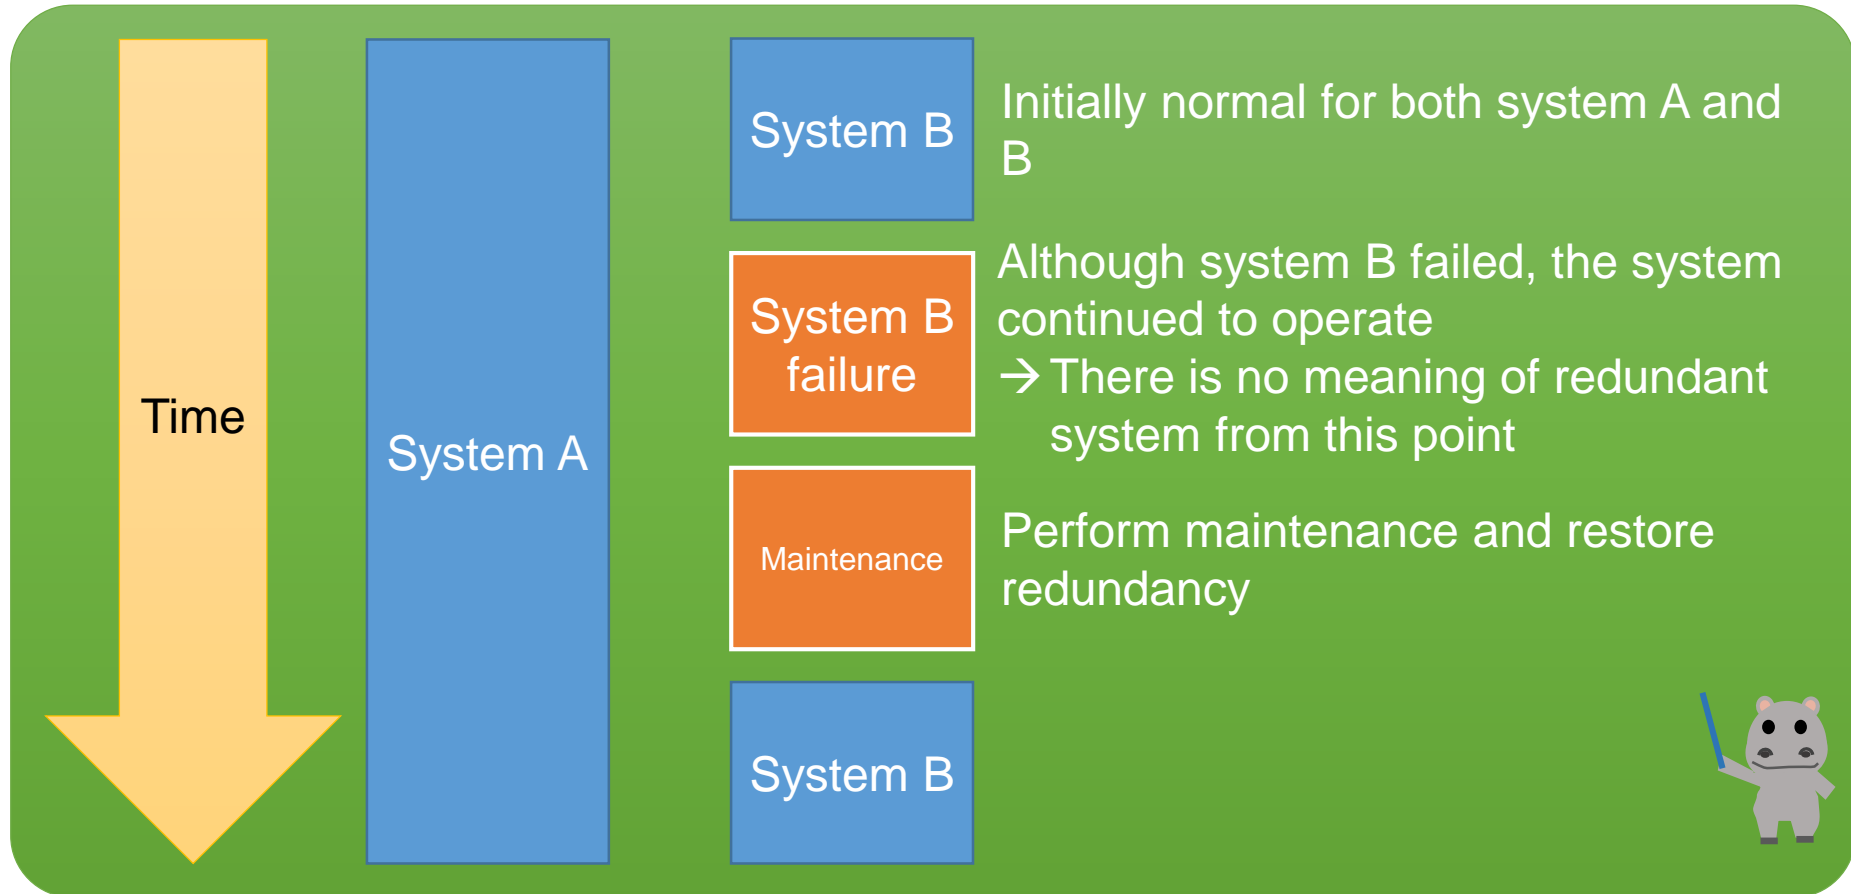 Time
System A
System B
Initially normal for both system A and
B
System B
failure
Although system B failed, the system
continued to operate
→ There is no meaning of redundant
system from this point
Maintenance
Perform maintenance and restore
redundancy
System B